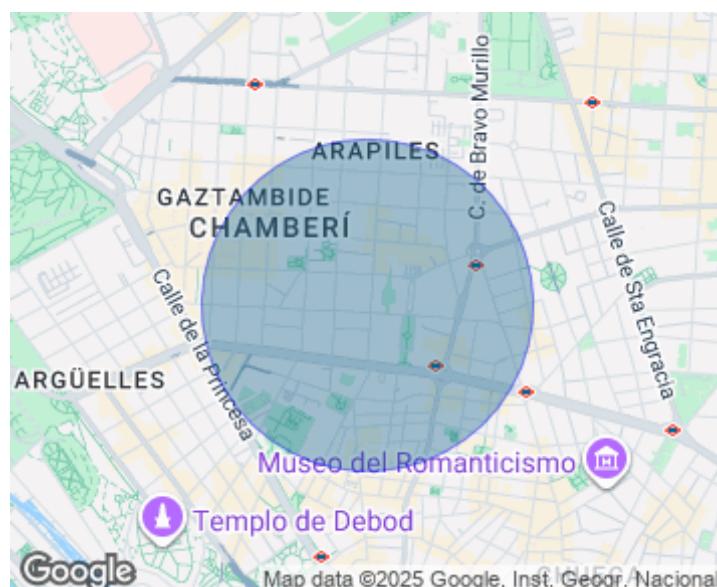 C. de Bravo Murillo
ARAPILES
GAZTAMBIDE
CHAMBERÍ
Calle de Sta Engracia
Calle de la Princesa
ARGÜELLES
Museo del Romanticismo
Templo de Debod
Google
Map data ©2025 Google, Inst. Geogr. Nacional